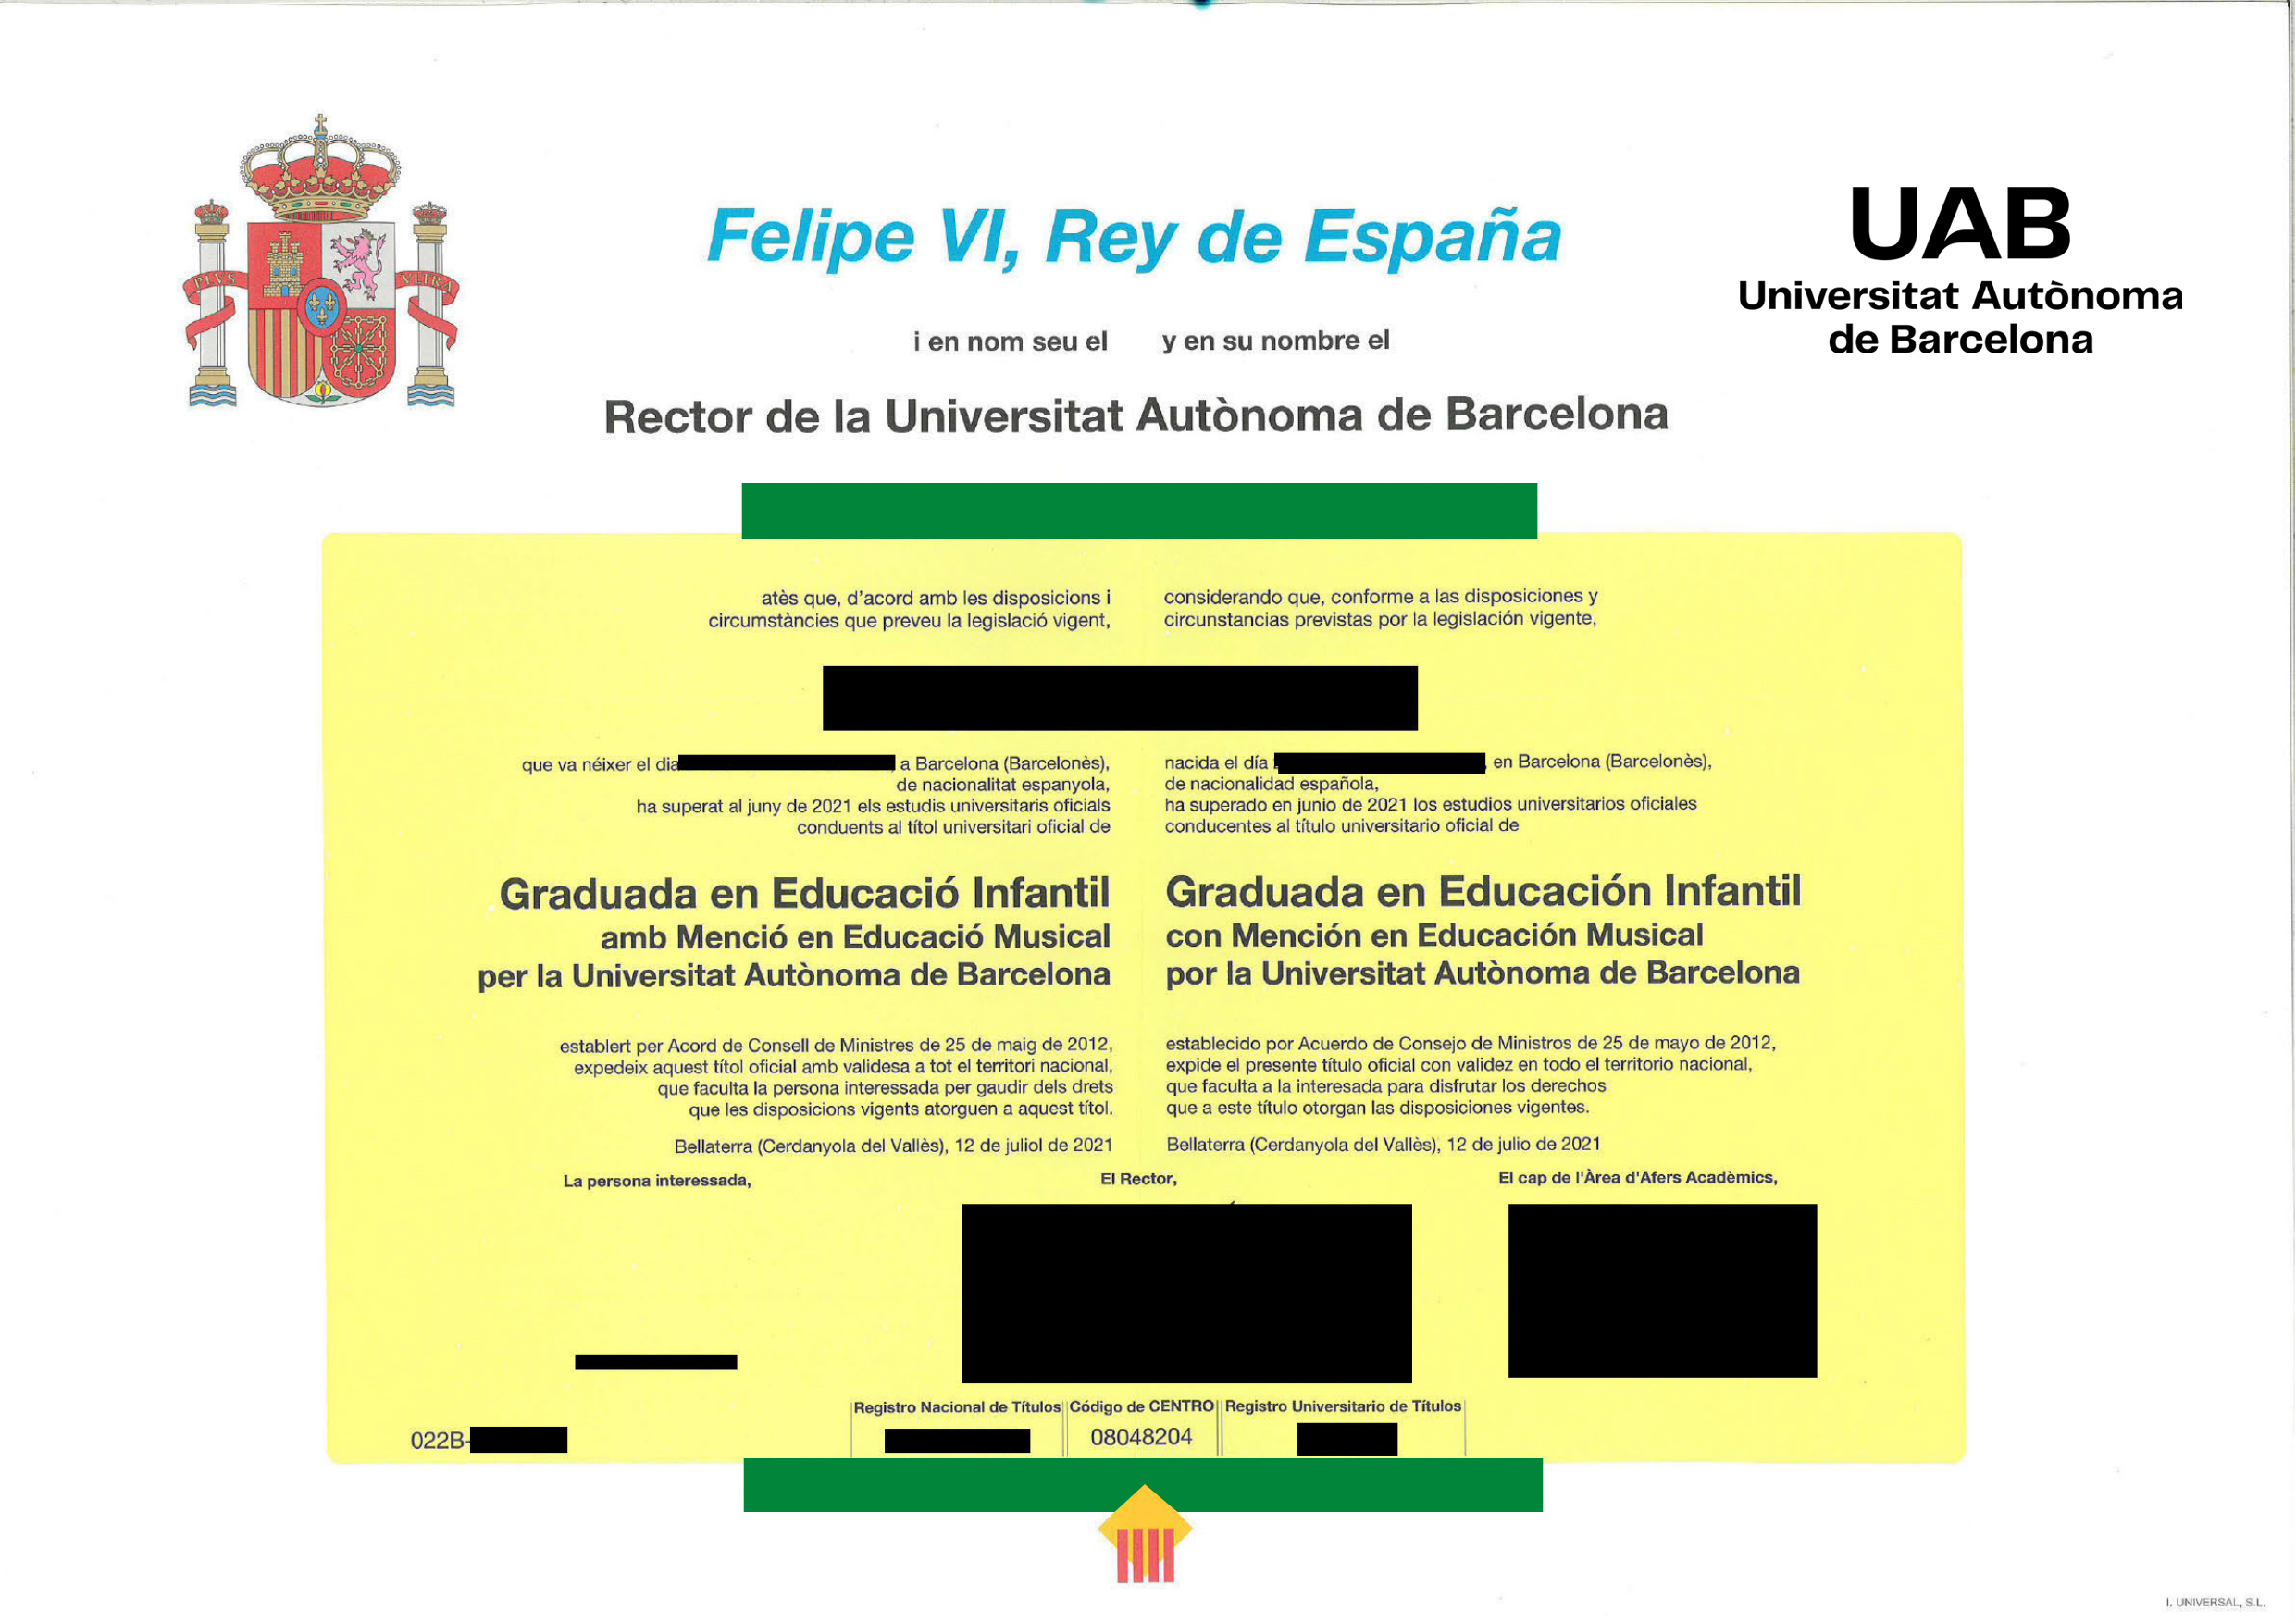 PLVS VLTRA
Felipe VI, Rey de España
UAB
Universitat Autònoma
de Barcelona
i en nom seu el
y en su nombre el
Rector de la Universitat Autònoma de Barcelona
atès que, d'acord amb les disposicions i
circumstàncies que preveu la legislació vigent,
considerando que, conforme a las disposiciones y
circunstancias previstas por la legislación vigente,
que va néixer el dia a Barcelona (Barcelonès),
de nacionalitat espanyola,
ha superat al juny de 2021 els estudis universitaris oficials
conduents al títol universitari oficial de
nacida el día en Barcelona (Barcelonès),
de nacionalidad española,
ha superado en junio de 2021 los estudios universitarios oficiales
conducentes al título universitario oficial de
Graduada en Educació Infantil
amb Menció en Educació Musical
per la Universitat Autònoma de Barcelona
Graduada en Educación Infantil
con Mención en Educación Musical
por la Universitat Autònoma de Barcelona
establert per Acord de Consell de Ministres de 25 de maig de 2012,
expedeix aquest títol oficial amb validesa a tot el territori nacional,
que faculta la persona interessada per gaudir dels drets
que les disposicions vigents atorguen a aquest títol.
Bellaterra (Cerdanyola del Vallès), 12 de juliol de 2021
establecido por Acuerdo de Consejo de Ministros de 25 de mayo de 2012,
expide el presente título oficial con validez en todo el territorio nacional,
que faculta a la interesada para disfrutar los derechos
que a este título otorgan las disposiciones vigentes.
Bellaterra (Cerdanyola del Vallès), 12 de julio de 2021
La persona interessada,
El Rector,
El cap de l'Àrea d'Afers Acadèmics,
022B-
Registro Nacional de Títulos
Código de CENTRO
08048204
Registro Universitario de Títulos
I. UNIVERSAL, S.L.